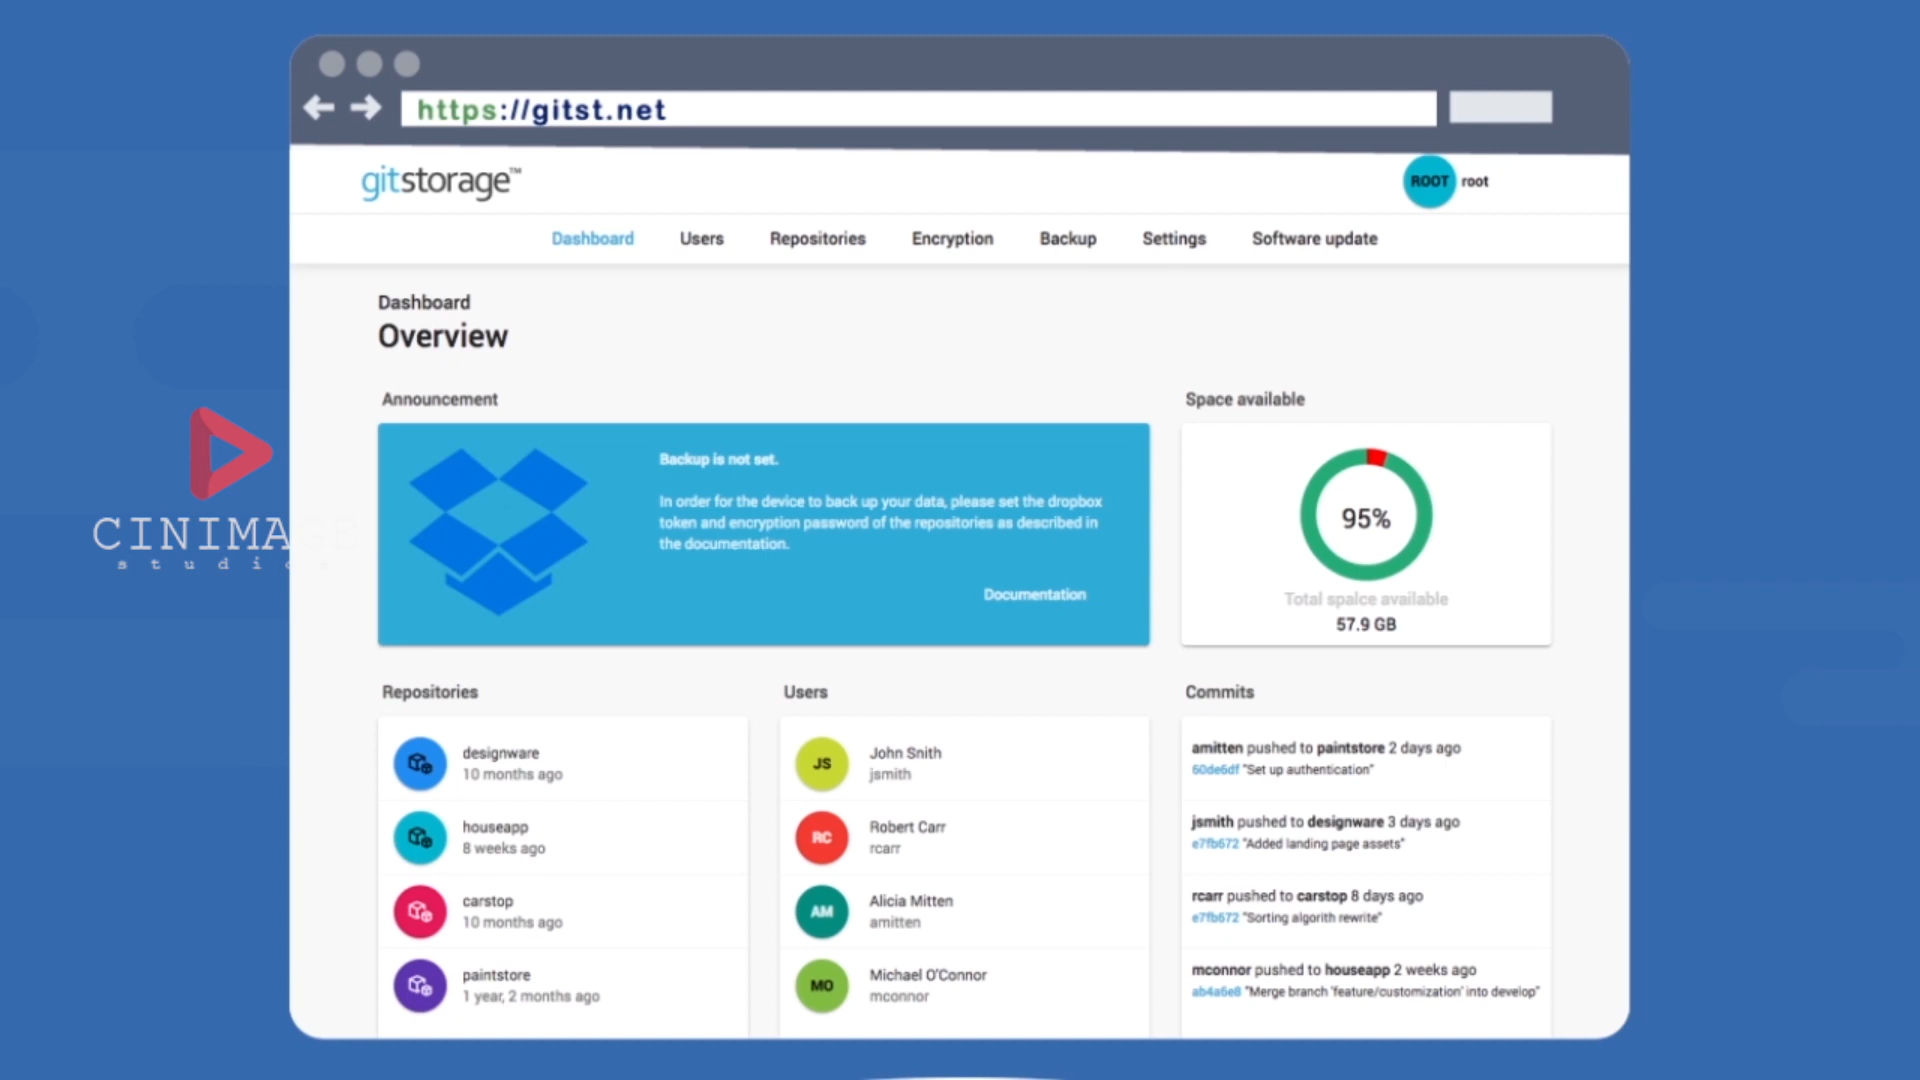 https://gitst.net
gitstorage™
ROOT root
Dashboard Users Repositories Encryption Backup Settings Software update
Dashboard
Overview
Announcement
Backup is not set.
In order for the device to back up your data, please set the dropbox
token and encryption password of the repositories as described in
the documentation.
Documentation
Space available
95%
Total spalce available
57.9 GB
CINIMAGE
studios
Repositories
designware
10 months ago
houseapp
8 weeks ago
carstop
10 months ago
paintstore
1 year, 2 months ago
Users
JS
John Snith
jsmith
RC
Robert Carr
rcarr
AM
Alicia Mitten
amitten
MO
Michael O'Connor
mconnor
Commits
amitten pushed to paintstore 2 days ago
60de6df "Set up authentication"
jsmith pushed to designware 3 days ago
e7fb672 "Added landing page assets"
rcarr pushed to carstop 8 days ago
e7fb672 "Sorting algorith rewrite"
mconnor pushed to houseapp 2 weeks ago
ab4a6e8 "Merge branch 'feature/customization' into develop"